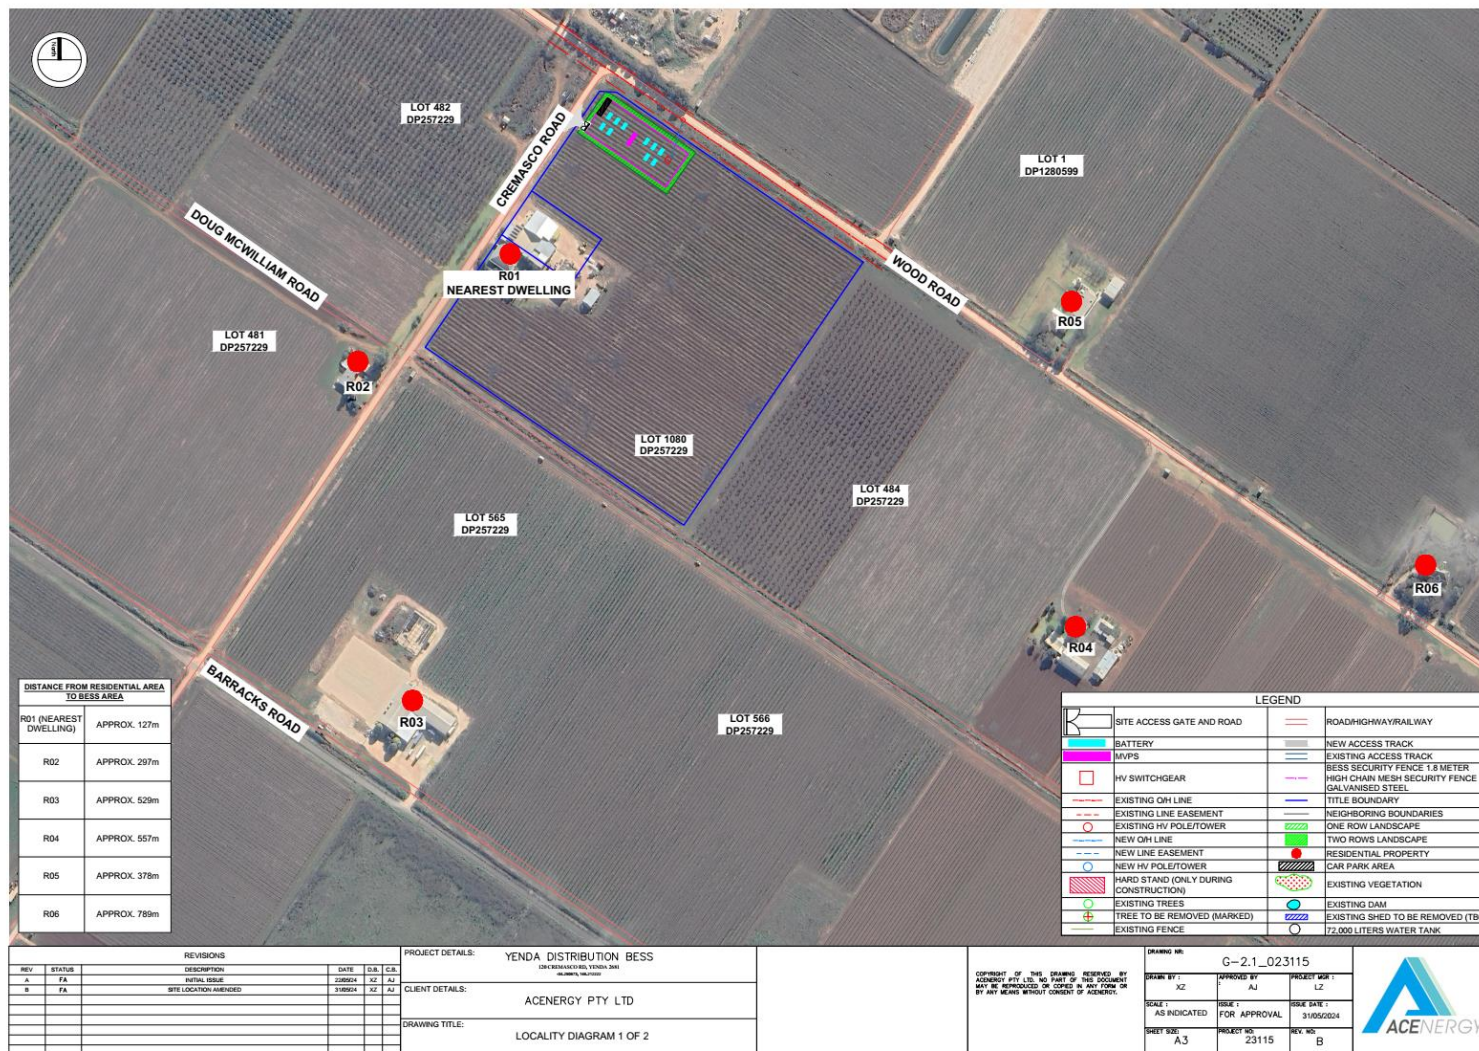 North
LOT 482
DP257229
CREMASCO ROAD
LOT 1
DP1280599
DOUG MCWILLIAM ROAD
R01
NEAREST DWELLING
WOOD ROAD
R05
LOT 481
DP257229
R02
LOT 1080
DP257229
LOT 484
DP257229
LOT 565
DP257229
R06
R04
BARRACKS ROAD
R03
LOT 566
DP257229
DISTANCE FROM RESIDENTIAL AREA
TO BESS AREA
R01 (NEAREST
DWELLING)
APPROX. 127m
R02
APPROX. 297m
R03
APPROX. 529m
R04
APPROX. 557m
R05
APPROX. 378m
R06
APPROX. 789m
LEGEND
SITE ACCESS GATE AND ROAD
ROAD/HIGHWAY/RAILWAY
BATTERY
NEW ACCESS TRACK
MVPS
EXISTING ACCESS TRACK
HV SWITCHGEAR
BESS SECURITY FENCE 1.8 METER
HIGH CHAIN MESH SECURITY FENCE
GALVANISED STEEL
EXISTING O/H LINE
TITLE BOUNDARY
EXISTING LINE EASEMENT
NEIGHBORING BOUNDARIES
EXISTING HV POLE/TOWER
ONE ROW LANDSCAPE
NEW O/H LINE
TWO ROWS LANDSCAPE
NEW LINE EASEMENT
RESIDENTIAL PROPERTY
NEW HV POLE/TOWER
CAR PARK AREA
HARD STAND (ONLY DURING
CONSTRUCTION)
EXISTING VEGETATION
EXISTING TREES
EXISTING DAM
TREE TO BE REMOVED (MARKED)
EXISTING SHED TO BE REMOVED (TB
EXISTING FENCE
72,000 LITERS WATER TANK
REVISIONS
REV STATUS DESCRIPTION DATE D.B. C.B.
A FA INITIAL ISSUE 22/05/24 XZ AJ
B FA SITE LOCATION AMENDED 31/05/24 XZ AJ
PROJECT DETAILS:
YENDA DISTRIBUTION BESS
120 CREMASCO RD, YENDA 2681
CLIENT DETAILS:
ACENERGY PTY LTD
DRAWING TITLE:
LOCALITY DIAGRAM 1 OF 2
COPYRIGHT OF THIS DRAWING RESERVED BY
ACENERGY PTY LTD. NO PART OF THIS DOCUMENT
MAY BE REPRODUCED OR COPIED IN ANY FORM OR
BY ANY MEANS WITHOUT CONSENT OF ACENERGY.
DRAWING NR:
G-2.1_023115
DRAWN BY :
XZ
APPROVED BY
:
AJ
PROJECT MGR :
LZ
SCALE :
AS INDICATED
ISSUE :
FOR APPROVAL
ISSUE DATE :
31/05/2024
SHEET SIZE:
A3
PROJECT NO:
23115
REV. NO:
B
ACENERGY